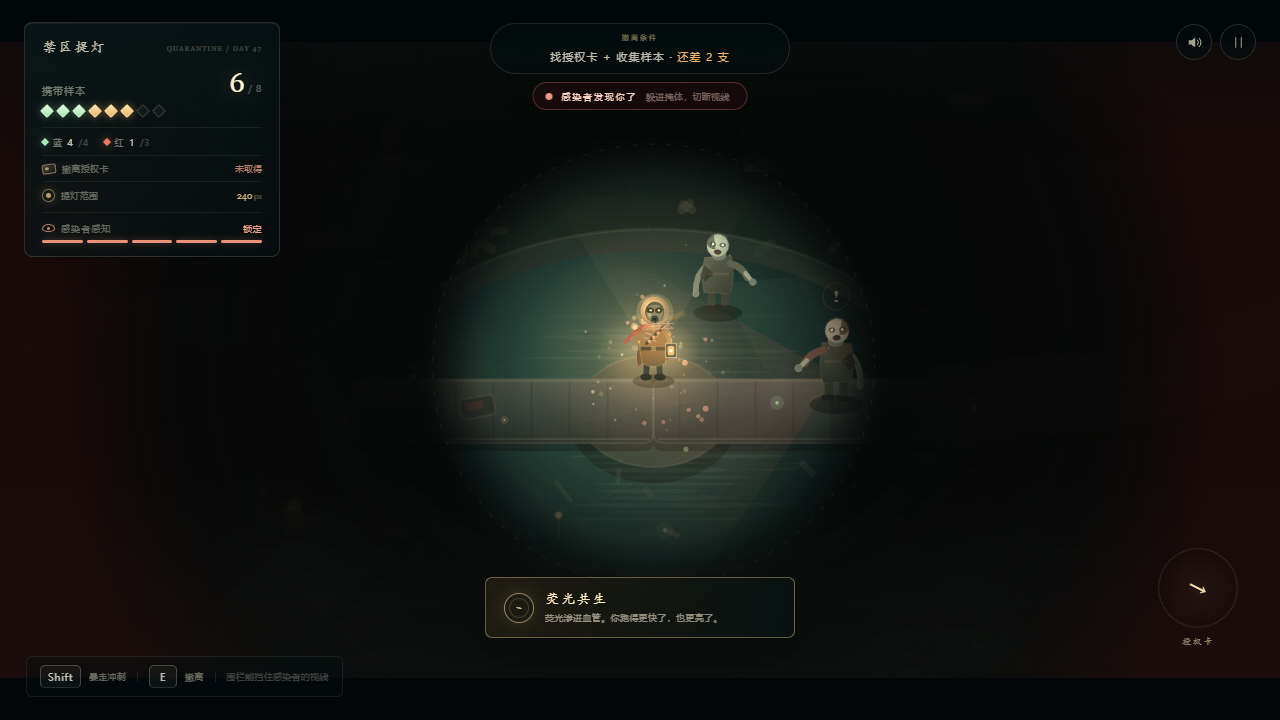 禁区提灯
QUARANTINE / DAY 47
携带样本
6 / 8
蓝 4 /4 红 1 /3
撤离授权卡 未取得
提灯范围 240 px
感染者感知 锁定
撤离条件
找授权卡 + 收集样本 · 还差 2 支
感染者发现你了 躲进掩体，切断视线
!
荧光共生
荧光渗进血管。你跑得更快了，也更亮了。
授权卡
Shift 暴走冲刺 E 撤离 围栏能挡住感染者的视线